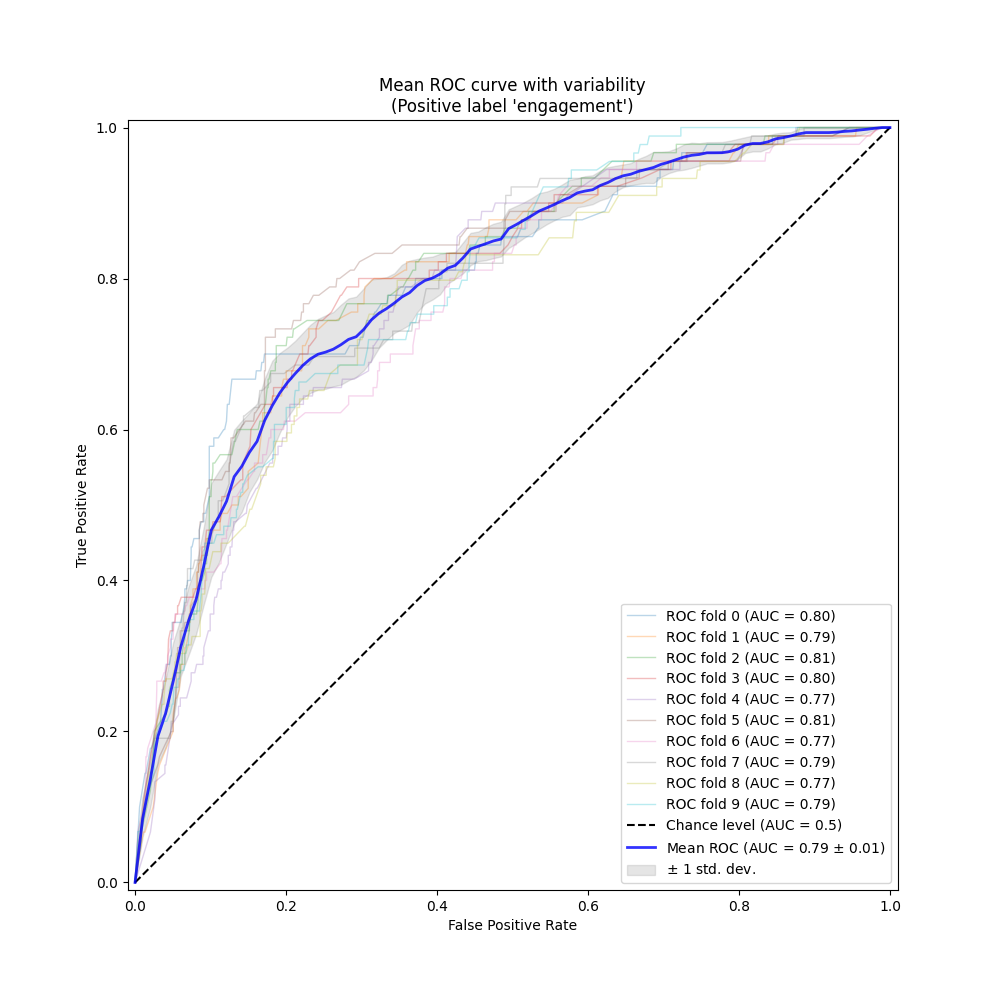 Mean ROC curve with variability
(Positive label 'engagement')
True Positive Rate
1.0
0.8
0.6
0.4
0.2
0.0
ROC fold 0 (AUC = 0.80)
ROC fold 1 (AUC = 0.79)
ROC fold 2 (AUC = 0.81)
ROC fold 3 (AUC = 0.80)
ROC fold 4 (AUC = 0.77)
ROC fold 5 (AUC = 0.81)
ROC fold 6 (AUC = 0.77)
ROC fold 7 (AUC = 0.79)
ROC fold 8 (AUC = 0.77)
ROC fold 9 (AUC = 0.79)
Chance level (AUC = 0.5)
Mean ROC (AUC = 0.79 ± 0.01)
± 1 std. dev.
0.0 0.2 0.4 0.6 0.8 1.0
False Positive Rate